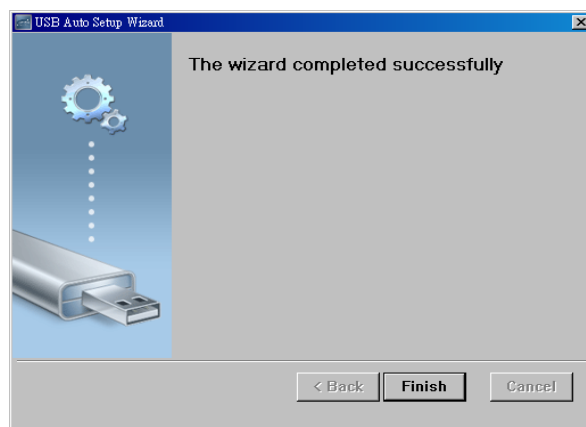 USB Auto Setup Wizard
The wizard completed successfully
< Back
Finish
Cancel